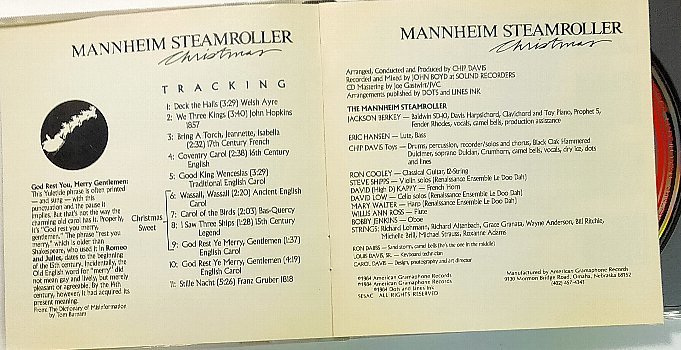 MANNHEIM STEAMROLLER
Christmas
TRACKING
1: Deck the Halls (3:29) Welsh Ayre
2: We Three Kings (3:40) John Hopkins
1857
3: Bring A Torch, Jeannette, Isabella
(2:32) 17th Century French
4: Coventry Carol (2:38) 16th Century
English
5: Good King Wenceslas (3:29)
Traditional English Carol
Christmas
Sweet
6: Wassail, Wassail (2:20) Ancient English
Carol
7: Carol of the Birds (2:03) Bas-Quercy
8: I Saw Three Ships (1:28) 15th Century
Legend
9: God Rest Ye Merry, Gentlemen (1:37)
English Carol
10: God Rest Ye Merry, Gentlemen (4:19)
English Carol
11: Stille Nacht (5:26) Franz Gruber 1818
God Rest You, Merry Gentlemen:
This Yuletide phrase is often printed
— and sung — with this
punctuation and the pause it
implies. But that's not the way the
charming old carol has it. Properly,
it's "God rest you merry,
gentlemen," The phrase "rest you
merry," which is older than
Shakespeare, who used it in Romeo
and Juliet, dates to the beginning
of the 13th century. Incidentally, the
Old English word for "merry" did
not mean gay and lively, but merely
pleasant or agreeable. By the 14th
century, however, it had acquired its
present meaning.
From: The Dictionary of Misinformation
by Tom Burnam
MANNHEIM STEAMROLLER
Christmas
Arranged, Conducted and Produced by CHIP DAVIS
Recorded and Mixed by JOHN BOYD at SOUND RECORDERS
CD Mastering by Joe Gastwirt/JVC
Arrangements published by DOTS and LINES INK
THE MANNHEIM STEAMROLLER
JACKSON BERKEY — Baldwin SD-10, Davis Harpsichord, Clavichord and Toy Piano, Prophet 5,
Fender Rhodes, vocals, camel bells, production assistance
ERIC HANSEN — Lute, Bass
CHIP DAVIS Toys — Drums, percussion, recorder/solos and chorus, Black Oak Hammered
Dulcimer, soprano Dulcian, Crumhorn, camel bells, vocals, dry ice, dots
and lines
RON COOLEY — Classical Guitar, 12-String
STEVE SHIPPS — Violin solos (Renaissance Ensemble Le Doo Dah)
DAVID (High D) KAPPY — French Horn
DAVID LOW — Cello solos (Renaissance Ensemble Le Doo Dah)
MARY WALTER — Harp (Renaissance Ensemble Le Doo Dah)
WILLIS ANN ROSS — Flute
BOBBY JENKINS — Oboe
STRINGS: Richard Lohmann, Richard Altenbach, Grace Granata, Wayne Anderson, Bill Ritchie,
Michelle Brill, Michael Strauss, Roxanne Adams
RON DABBS — Sand storm, camel bells (he's the one in the middle)
LOUIS DAVIS, SR. — Keyboard technician
CAROL DAVIS — Design, photography and art director
©1984 American Gramaphone Records
℗1984 American Gramaphone Records
©1984 Dots and Lines Ink
SESAC ALL RIGHTS RESERVED
Manufactured by American Gramaphone Records
9130 Mormon Bridge Road, Omaha, Nebraska 68152
(402) 457-4341